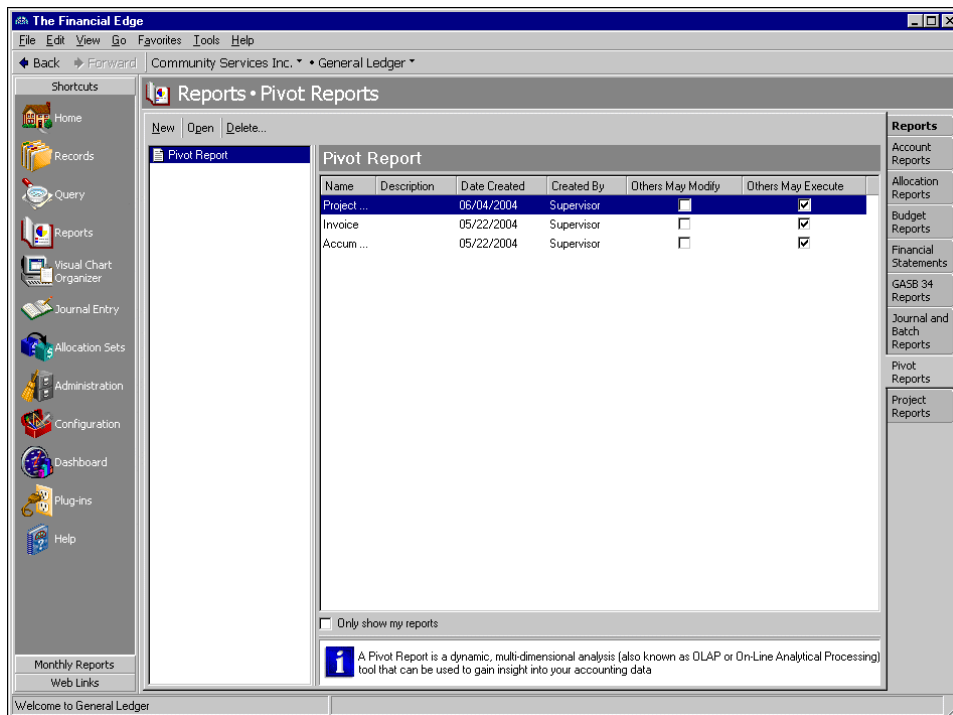 The Financial Edge
File Edit View Go Favorites Tools Help
Back Forward Community Services Inc. • General Ledger
Shortcuts
Home
Records
Query
Reports
Visual Chart
Organizer
Journal Entry
Allocation Sets
Administration
Configuration
Dashboard
Plug-ins
Help
Monthly Reports
Web Links
Reports • Pivot Reports
New Open Delete...
Pivot Report
Pivot Report
Name Description Date Created Created By Others May Modify Others May Execute
Project ... 06/04/2004 Supervisor
Invoice 05/22/2004 Supervisor
Accum ... 05/22/2004 Supervisor
Only show my reports
A Pivot Report is a dynamic, multi-dimensional analysis (also known as OLAP or On-Line Analytical Processing)
tool that can be used to gain insight into your accounting data
Reports
Account
Reports
Allocation
Reports
Budget
Reports
Financial
Statements
GASB 34
Reports
Journal and
Batch
Reports
Pivot
Reports
Project
Reports
Welcome to General Ledger